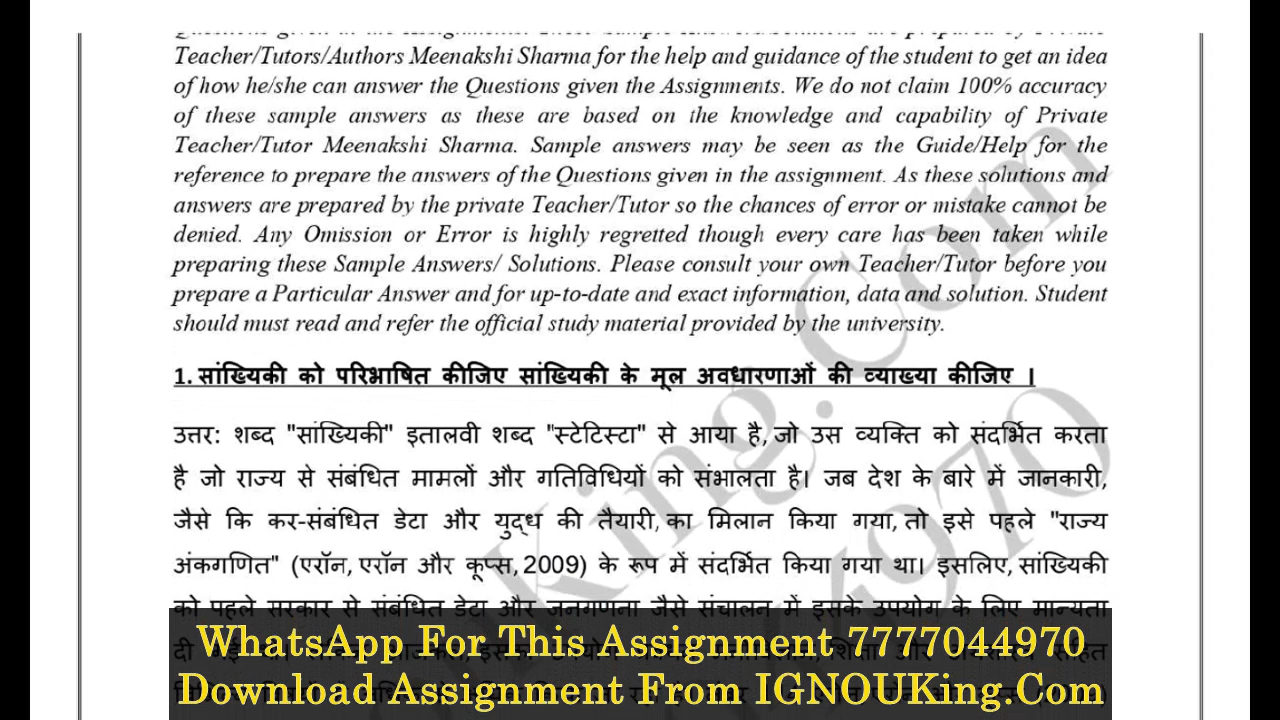 Teacher/Tutors/Authors Meenakshi Sharma for the help and guidance of the student to get an idea
of how he/she can answer the Questions given the Assignments. We do not claim 100% accuracy
of these sample answers as these are based on the knowledge and capability of Private
Teacher/Tutor Meenakshi Sharma. Sample answers may be seen as the Guide/Help for the
reference to prepare the answers of the Questions given in the assignment. As these solutions and
answers are prepared by the private Teacher/Tutor so the chances of error or mistake cannot be
denied. Any Omission or Error is highly regretted though every care has been taken while
preparing these Sample Answers/ Solutions. Please consult your own Teacher/Tutor before you
prepare a Particular Answer and for up-to-date and exact information, data and solution. Student
should must read and refer the official study material provided by the university.
1. सांख्यिकी को परिभाषित कीजिए सांख्यिकी के मूल अवधारणाओं की व्याख्या कीजिए ।
उत्तर: शब्द "सांख्यिकी" इतालवी शब्द "स्टेटिस्टा" से आया है, जो उस व्यक्ति को संदर्भित करता
है जो राज्य से संबंधित मामलों और गतिविधियों को संभालता है। जब देश के बारे में जानकारी,
जैसे कि कर-संबंधित डेटा और युद्ध की तैयारी, का मिलान किया गया, तो इसे पहले "राज्य
अंकगणित" (एरॉन, एरॉन और कूप्स, 2009) के रूप में संदर्भित किया गया था। इसलिए, सांख्यिकी
को पहले सरकार से संबंधित डेटा और जनगणना जैसे संचालन में इसके उपयोग के लिए मान्यता
WhatsApp For This Assignment 7777044970
Download Assignment From IGNOUKing.Com